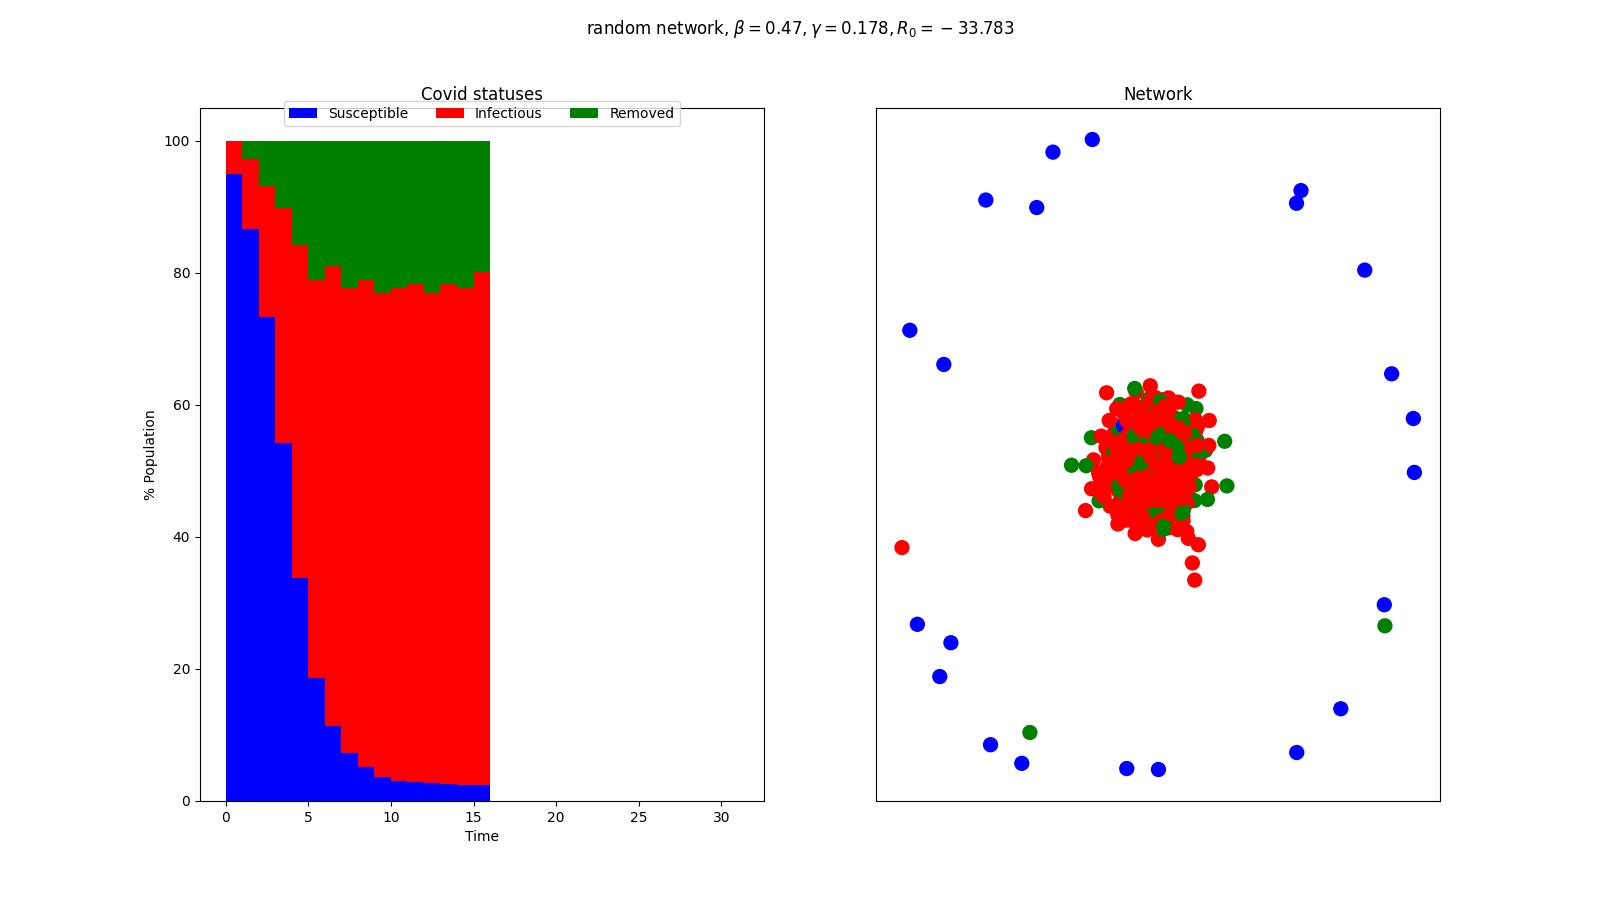 random network, β = 0.47, γ = 0.178, R₀ = − 33.783
Covid statuses
Susceptible Infectious Removed
100
80
60
40
20
0
% Population
0 5 10 15 20 25 30
Time
Network